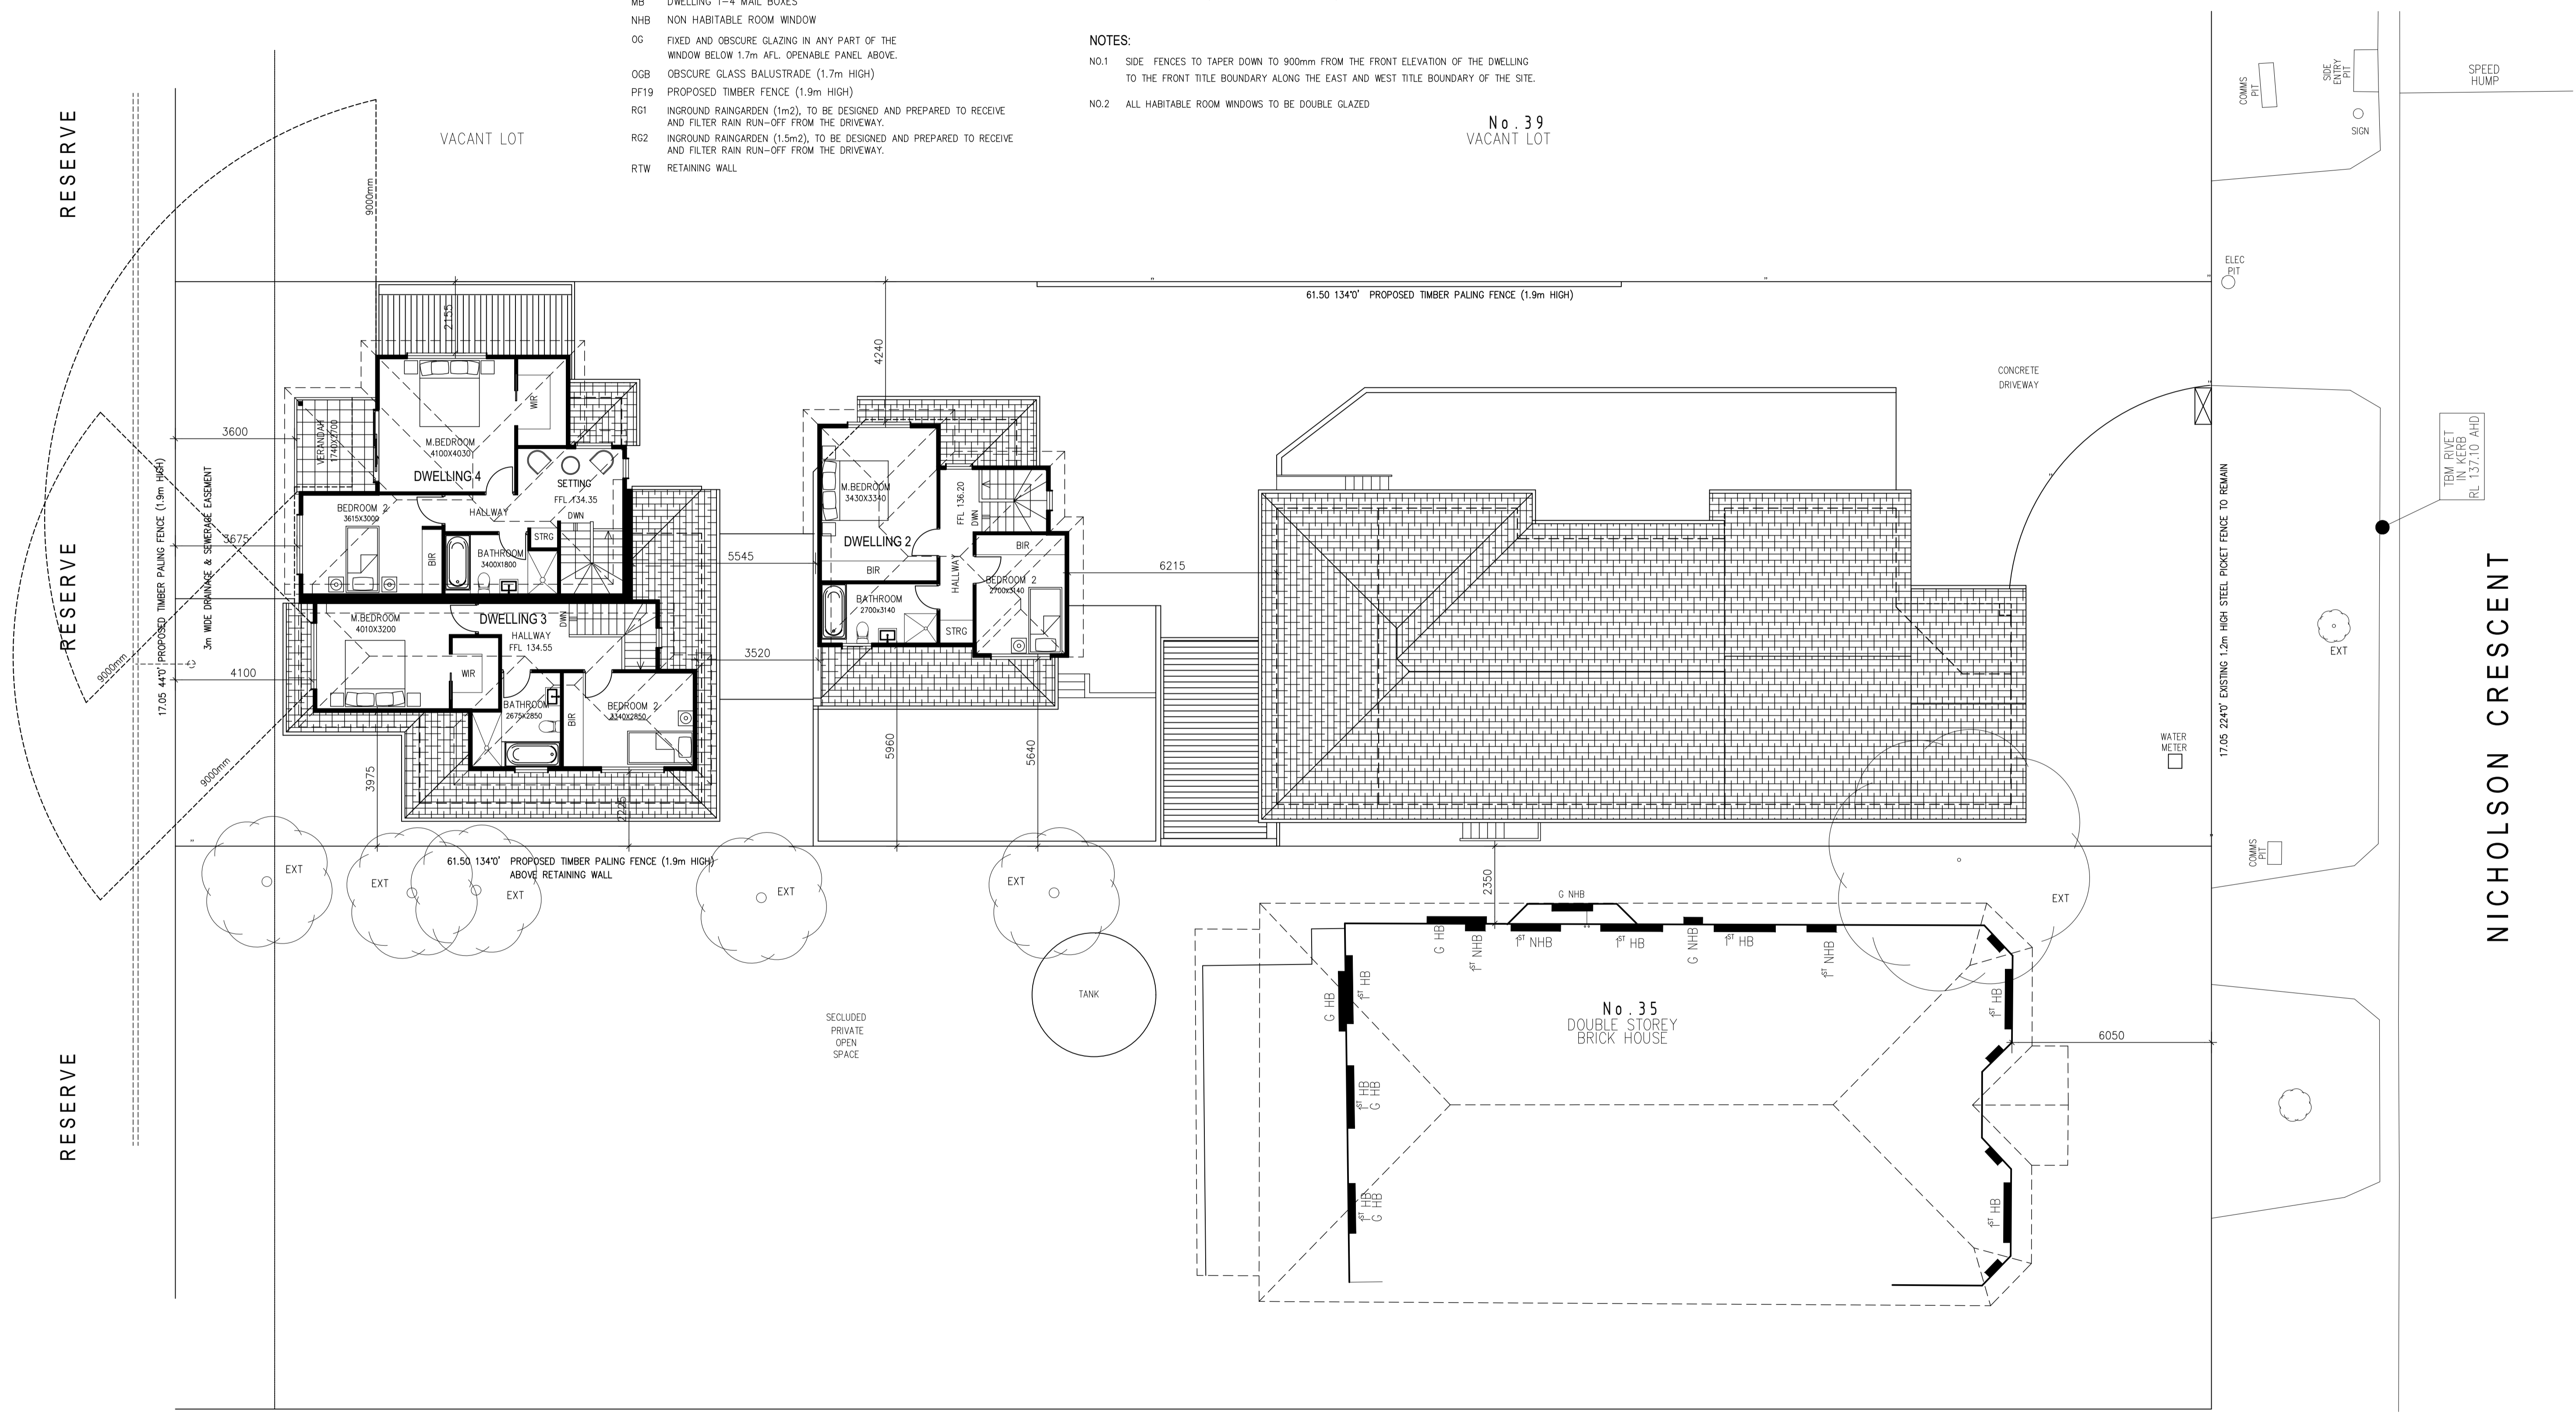 MB DWELLING 1-4 MAIL BOXES
NHB NON HABITABLE ROOM WINDOW
OG FIXED AND OBSCURE GLAZING IN ANY PART OF THE
WINDOW BELOW 1.7m AFL. OPENABLE PANEL ABOVE.
OGB OBSCURE GLASS BALUSTRADE (1.7m HIGH)
PF19 PROPOSED TIMBER FENCE (1.9m HIGH)
RG1 INGROUND RAINGARDEN (1m2), TO BE DESIGNED AND PREPARED TO RECEIVE
AND FILTER RAIN RUN-OFF FROM THE DRIVEWAY.
RG2 INGROUND RAINGARDEN (1.5m2), TO BE DESIGNED AND PREPARED TO RECEIVE
AND FILTER RAIN RUN-OFF FROM THE DRIVEWAY.
RTW RETAINING WALL
NOTES:
NO.1 SIDE FENCES TO TAPER DOWN TO 900mm FROM THE FRONT ELEVATION OF THE DWELLING
TO THE FRONT TITLE BOUNDARY ALONG THE EAST AND WEST TITLE BOUNDARY OF THE SITE.
NO.2 ALL HABITABLE ROOM WINDOWS TO BE DOUBLE GLAZED
No.39
VACANT LOT
VACANT LOT
RESERVE
RESERVE
RESERVE
COMMS
PIT
SIDE
ENTRY
PIT
SIGN
SPEED
HUMP
ELEC
PIT
9000mm
9000mm
9000mm
61.50 134°0' PROPOSED TIMBER PALING FENCE (1.9m HIGH)
2155
4240
CONCRETE
DRIVEWAY
TBM RIVET
IN KERB
RL 137.10 AHD
3600
3675
4100
17.05 44°0' PROPOSED TIMBER PALING FENCE (1.9m HIGH)
3m WIDE DRAINAGE & SEWERAGE EASEMENT
VERANDAH
1740X2700
M.BEDROOM
4100X4030
DWELLING 4
WIR
SETTING
FFL 134.35
DWN
HALLWAY
BEDROOM 2
3615X3000
BIR
BATHROOM
3400X1800
STRG
M.BEDROOM
4010X3200
DWELLING 3
HALLWAY
FFL 134.55
DWN
WIR
BATHROOM
2675X2850
BIR
BEDROOM 2
3340X2850
5545
3520
3975
2225
M.BEDROOM
3430X3340
DWELLING 2
FFL 136.20
DWN
BIR
BIR
HALLWAY
BATHROOM
2700x3140
STRG
BEDROOM 2
2700x3140
6215
5960
5640
17.05 224°0' EXISTING 1.2m HIGH STEEL PICKET FENCE TO REMAIN
EXT
WATER
METER
COMMS
PIT
NICHOLSON CRESCENT
61.50 134°0' PROPOSED TIMBER PALING FENCE (1.9m HIGH)
ABOVE RETAINING WALL
EXT
EXT
EXT
EXT
EXT
EXT
2350
TANK
SECLUDED
PRIVATE
OPEN
SPACE
G NHB
G HB
1ST NHB
1ST NHB
1ST HB
G NHB
1ST HB
1ST NHB
G HB
1ST HB
1ST HB
G HB
1ST HB
G HB
1ST HB
1ST HB
No.35
DOUBLE STOREY
BRICK HOUSE
6050